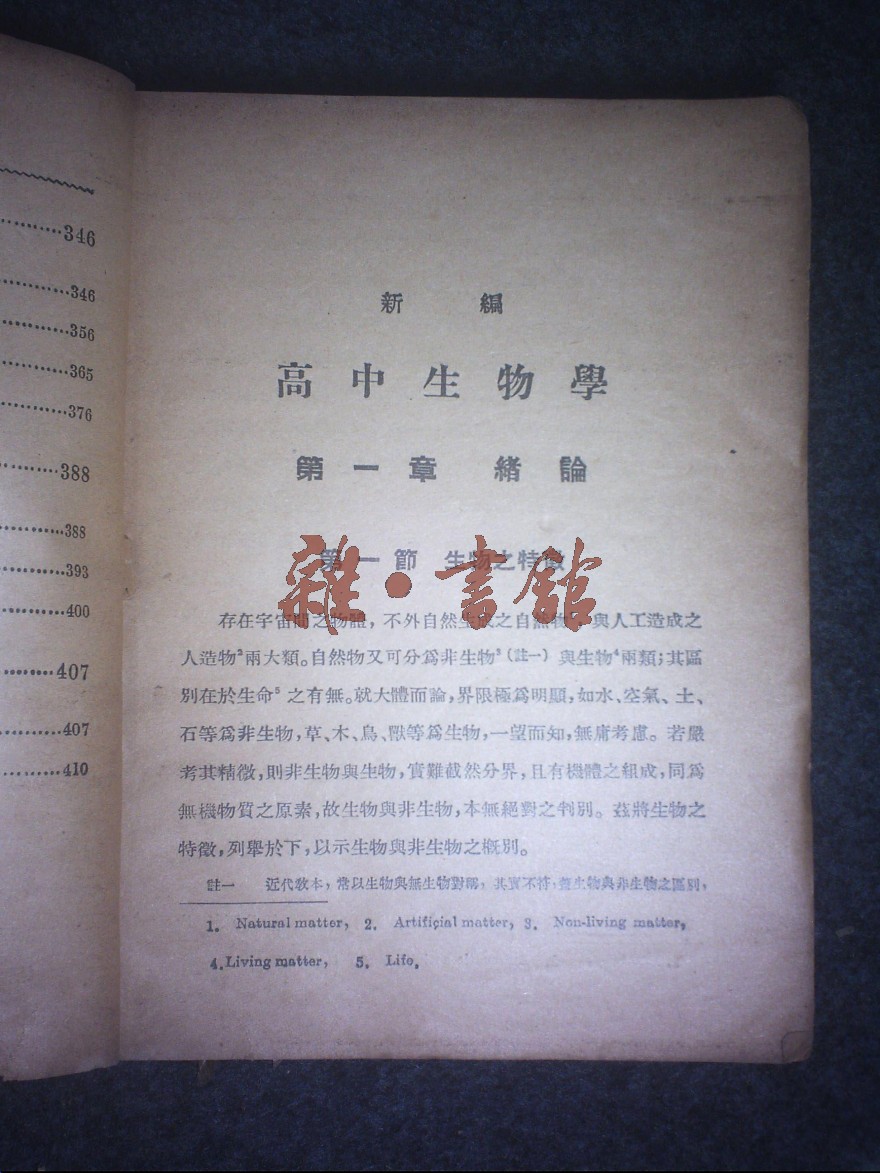 346
346
356
365
376
388
388
393
400
407
407
410
新編
高中生物學
第一章 緒論
第一節 生物之特徵
雜·書館
存在宇宙間之物體，不外自然生成之自然物 與人工造成之
人造物²兩大類。自然物又可分爲非生物³(註一)與生物⁴兩類；其區
別在於生命⁵之有無。就大體而論，界限極爲明顯，如水、空氣、土、
石等爲非生物，草、木、鳥、獸等爲生物，一望而知，無庸考慮。若嚴
考其精微，則非生物與生物，實難截然分界，且有機體之組成，同爲
無機物質之原素，故生物與非生物，本無絕對之判別。茲將生物之
特徵，列舉於下，以示生物與非生物之概別。
註一 近代敎本，常以生物與無生物對稱，其實不符，蓋生物與非生物之區別，
1. Natural matter, 2. Artificial matter, 3. Non-living matter,
4. Living matter, 5. Life.